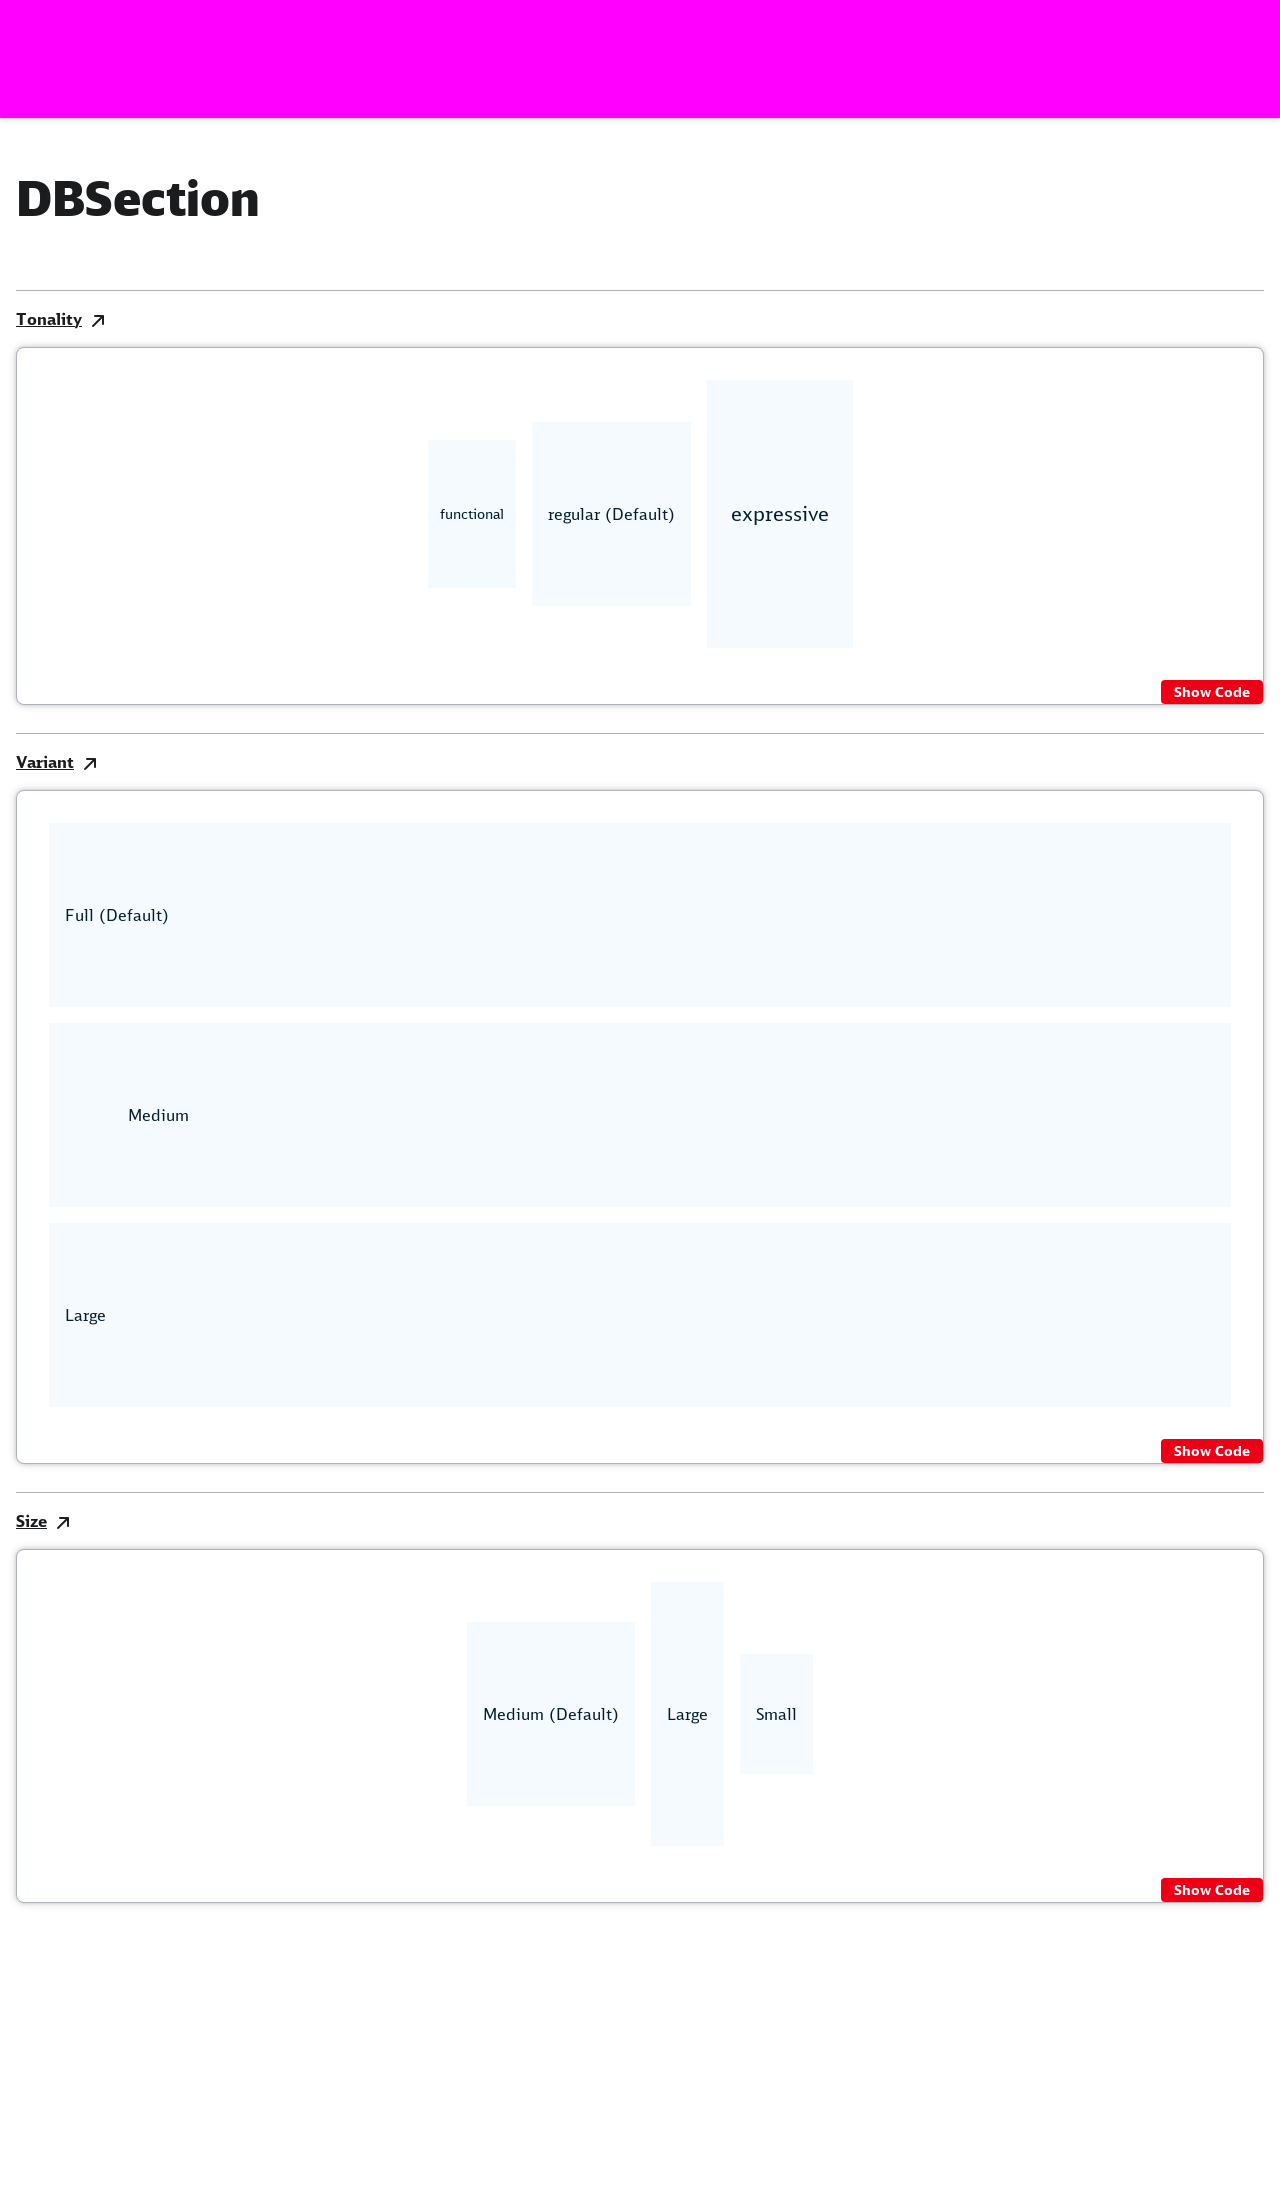 DBSection
Tonality
functional
regular (Default)
expressive
Show Code
Variant
Full (Default)
Medium
Large
Show Code
Size
Medium (Default)
Large
Small
Show Code